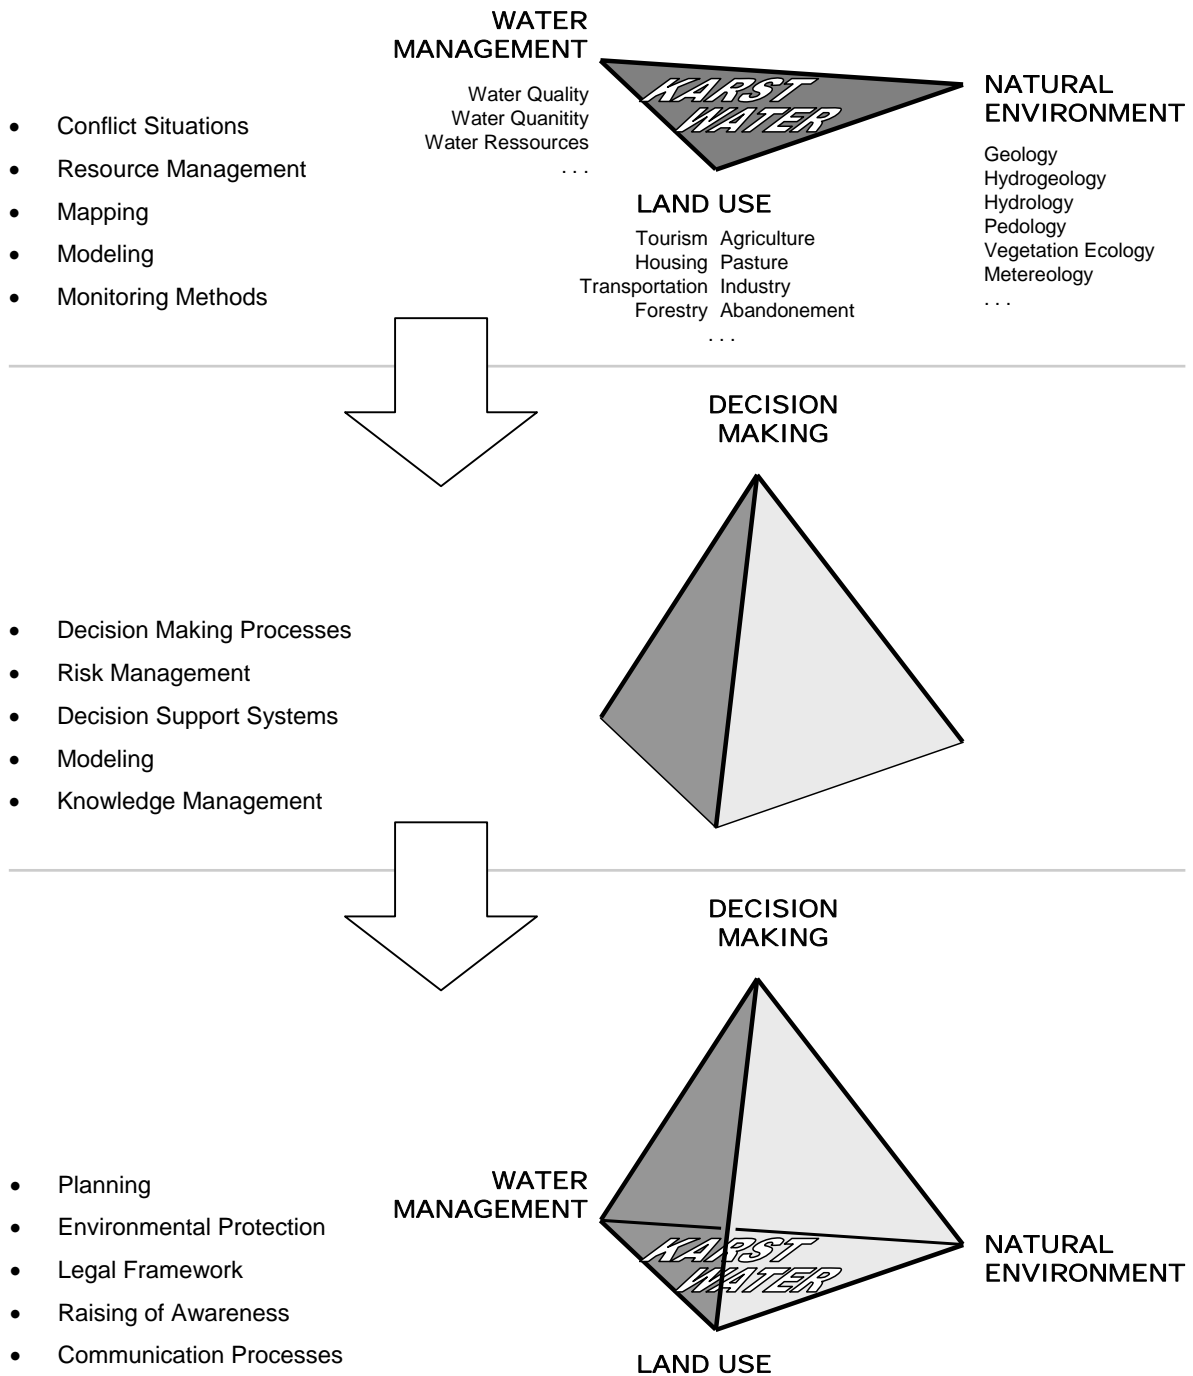 WATER
MANAGEMENT
Water Quality
Water Quanitity
Water Ressources
. . .
KARST
WATER
NATURAL
ENVIRONMENT
Geology
Hydrogeology
Hydrology
Pedology
Vegetation Ecology
Metereology
. . .
LAND USE
Tourism Agriculture
Housing Pasture
Transportation Industry
Forestry Abandonement
. . .
• Conflict Situations
• Resource Management
• Mapping
• Modeling
• Monitoring Methods
DECISION
MAKING
• Decision Making Processes
• Risk Management
• Decision Support Systems
• Modeling
• Knowledge Management
DECISION
MAKING
WATER
MANAGEMENT
KARST
WATER
NATURAL
ENVIRONMENT
LAND USE
• Planning
• Environmental Protection
• Legal Framework
• Raising of Awareness
• Communication Processes